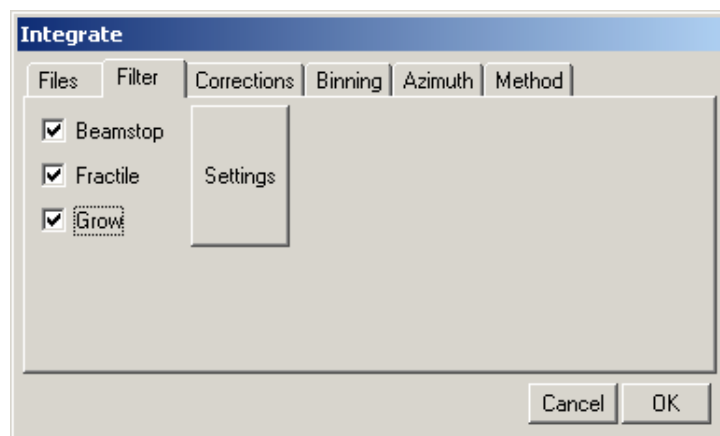 Integrate
Files Filter Corrections Binning Azimuth Method
Beamstop
Fractile Settings
Grow
Cancel OK